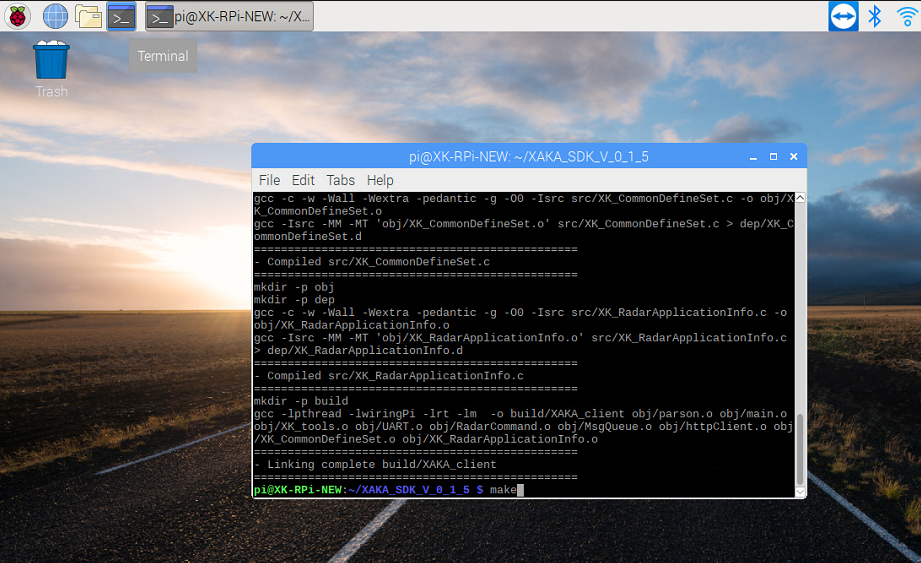 pi@XK-RPi-NEW: ~/X...
Terminal
Trash
pi@XK-RPi-NEW: ~/XAKA_SDK_V_0_1_5
File Edit Tabs Help
gcc -c -w -Wall -Wextra -pedantic -g -O0 -Isrc src/XK_CommonDefineSet.c -o obj/X
K_CommonDefineSet.o
gcc -Isrc -MM -MT 'obj/XK_CommonDefineSet.o' src/XK_CommonDefineSet.c > dep/XK_C
ommonDefineSet.d
================================================
- Compiled src/XK_CommonDefineSet.c
================================================
mkdir -p obj
mkdir -p dep
gcc -c -w -Wall -Wextra -pedantic -g -O0 -Isrc src/XK_RadarApplicationInfo.c -o
obj/XK_RadarApplicationInfo.o
gcc -Isrc -MM -MT 'obj/XK_RadarApplicationInfo.o' src/XK_RadarApplicationInfo.c
> dep/XK_RadarApplicationInfo.d
================================================
- Compiled src/XK_RadarApplicationInfo.c
================================================
mkdir -p build
gcc -lpthread -lwiringPi -lrt -lm  -o build/XAKA_client obj/parson.o obj/main.o
obj/XK_tools.o obj/UART.o obj/RadarCommand.o obj/MsgQueue.o obj/httpClient.o obj
/XK_CommonDefineSet.o obj/XK_RadarApplicationInfo.o
================================================
- Linking complete build/XAKA_client
================================================
pi@XK-RPi-NEW:~/XAKA_SDK_V_0_1_5 $ make